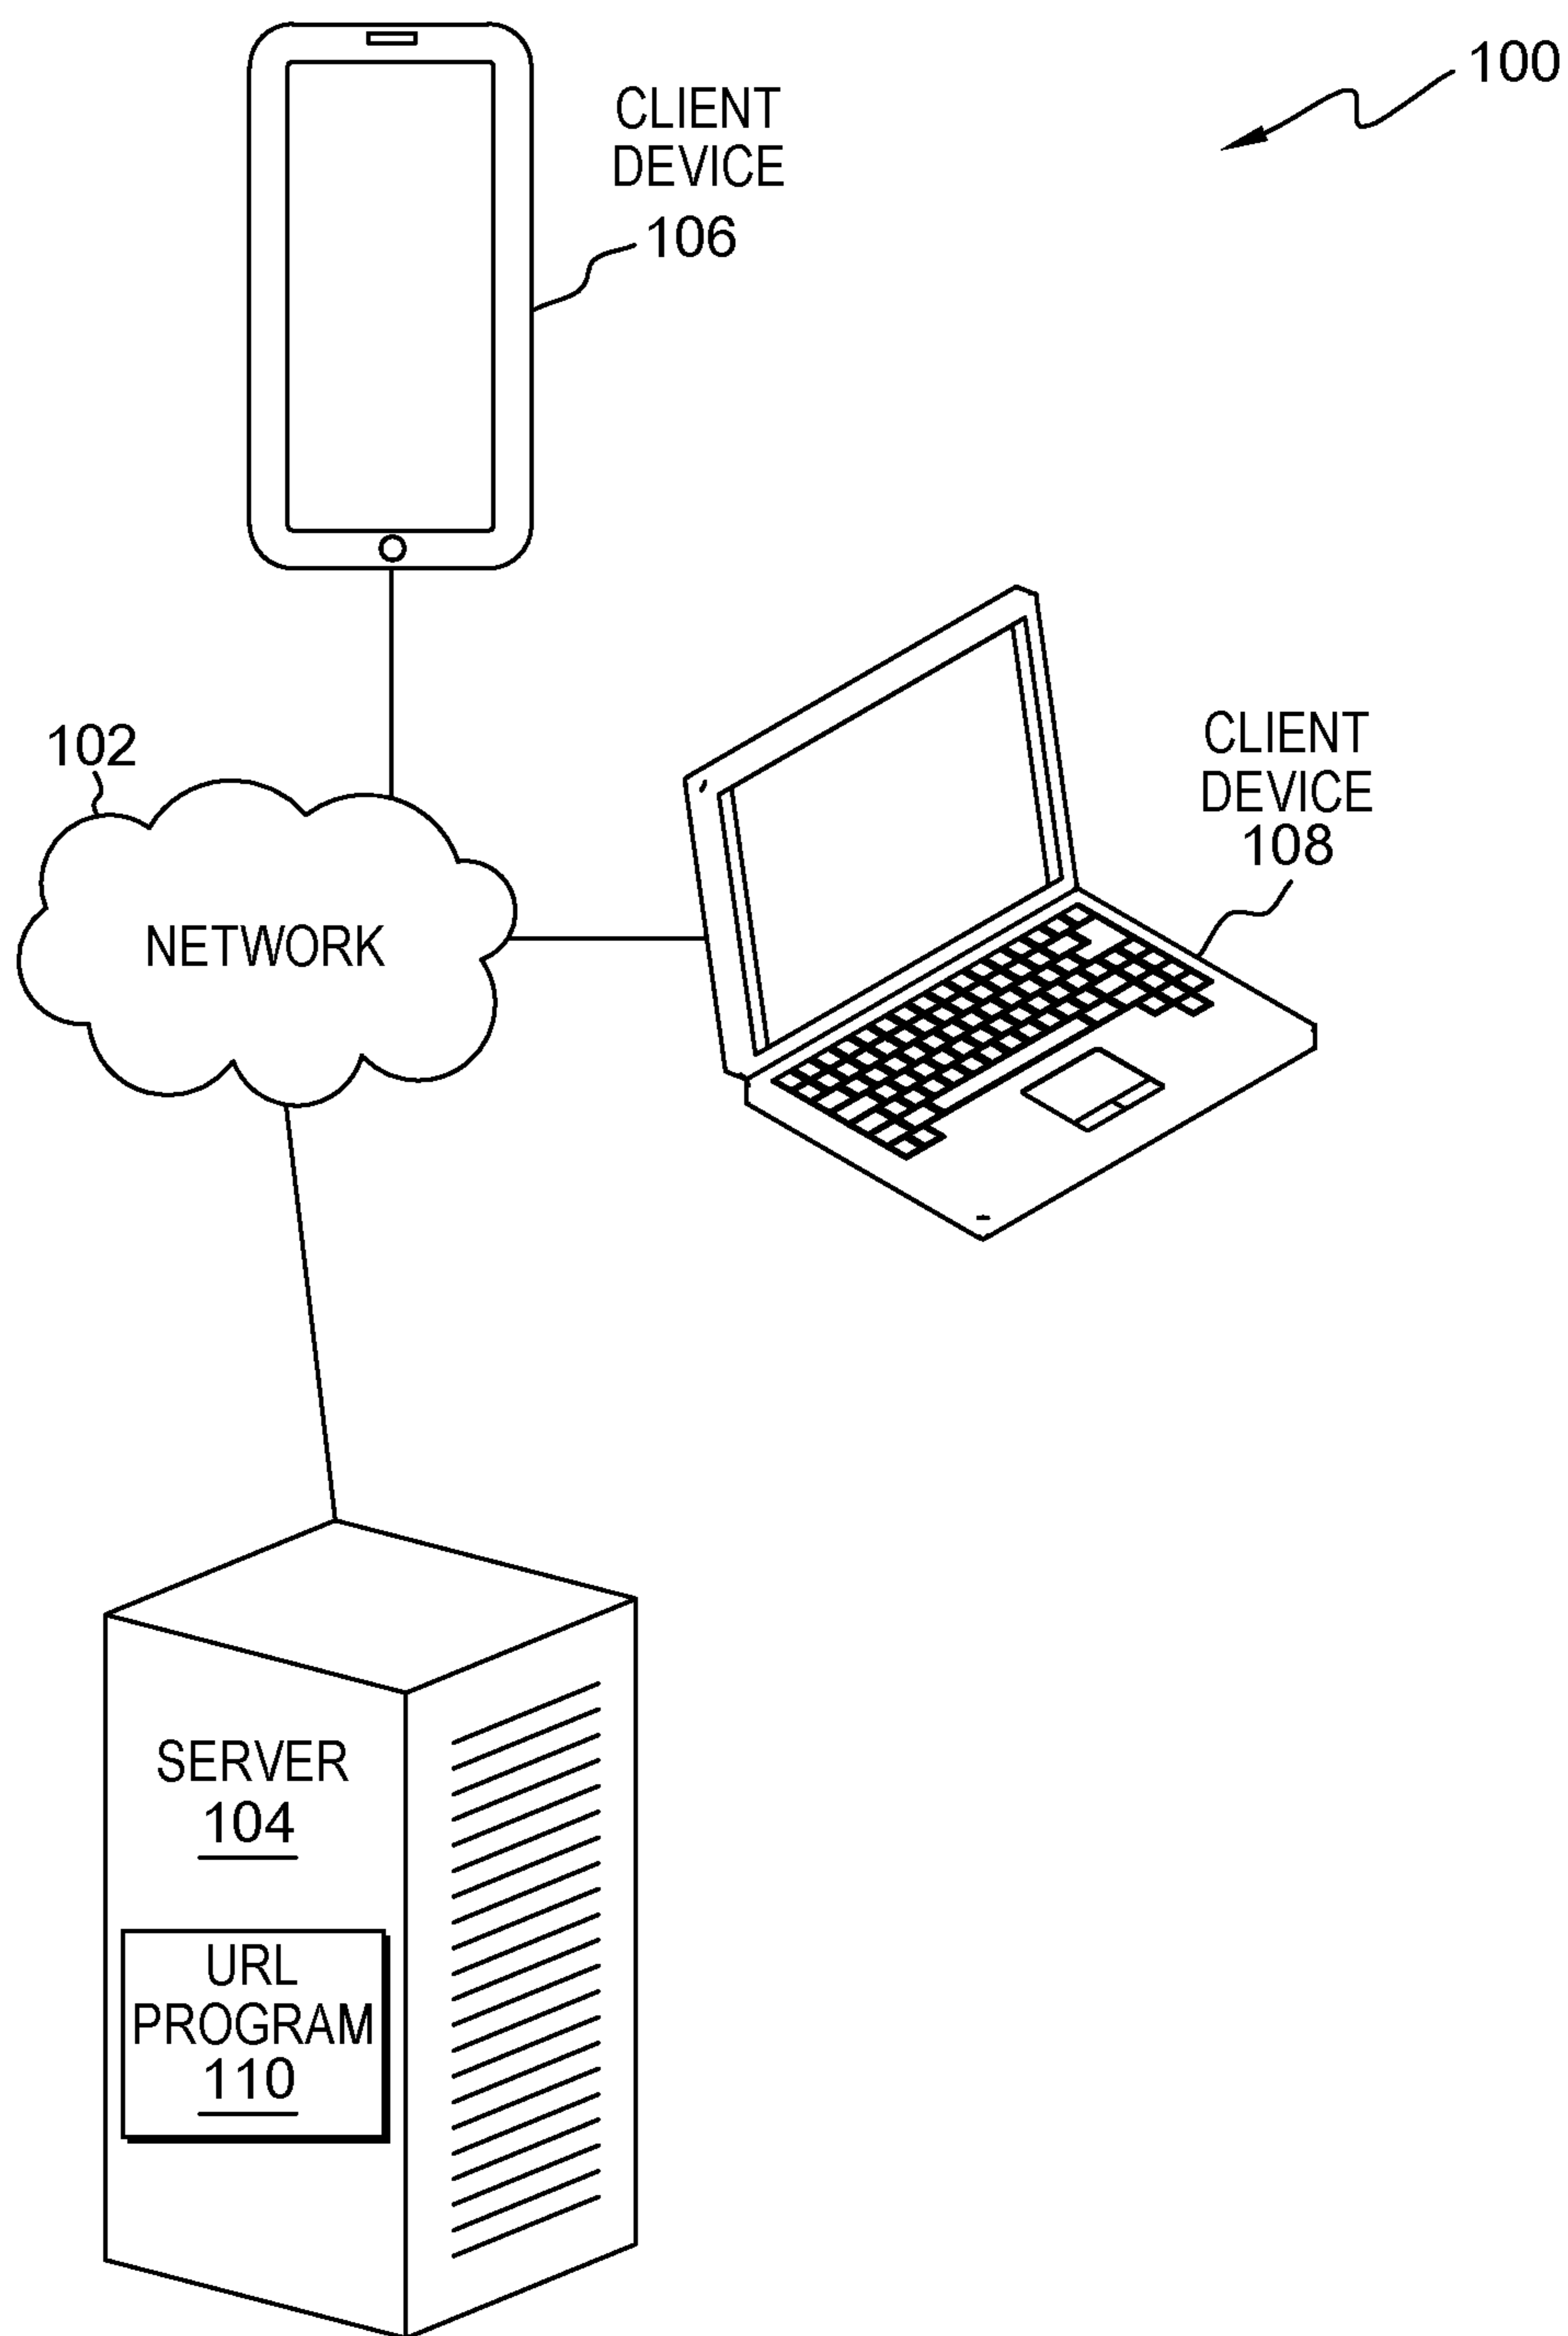 100
CLIENT
DEVICE
106
102
NETWORK
CLIENT
DEVICE
108
SERVER
104
URL
PROGRAM
110